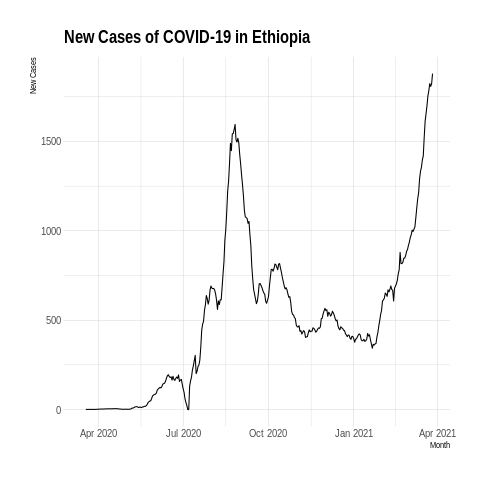 New Cases of COVID-19 in Ethiopia
New Cases
1500
1000
500
0
Apr 2020 Jul 2020 Oct 2020 Jan 2021 Apr 2021
Month